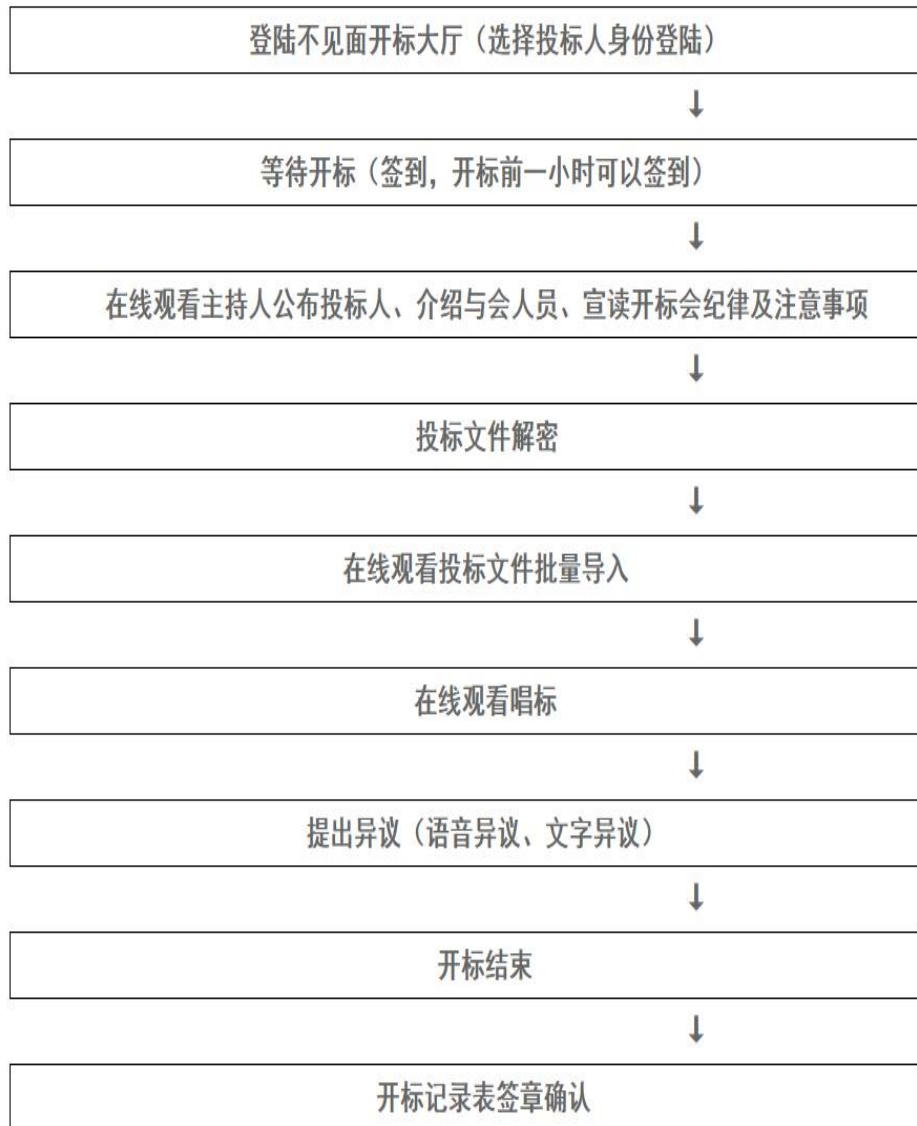 登陆不见面开标大厅（选择投标人身份登陆）
↓
等待开标（签到，开标前一小时可以签到）
↓
在线观看主持人公布投标人、介绍与会人员、宣读开标会纪律及注意事项
↓
投标文件解密
↓
在线观看投标文件批量导入
↓
在线观看唱标
↓
提出异议（语音异议、文字异议）
↓
开标结束
↓
开标记录表签章确认